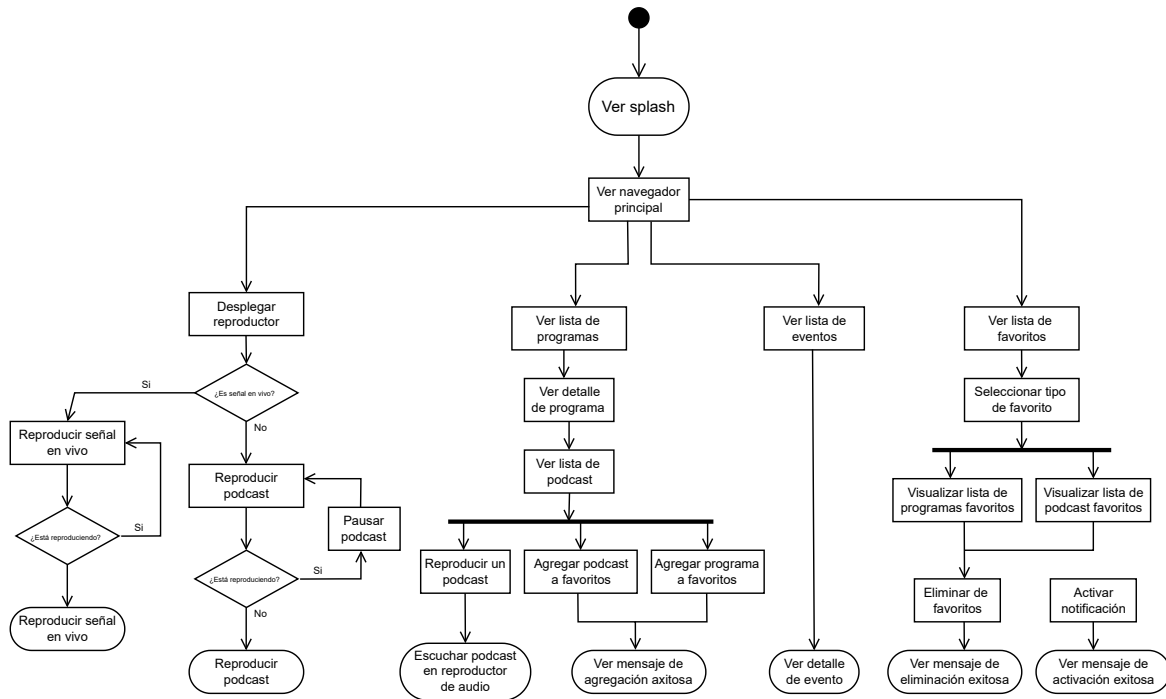 Ver splash
Ver navegador
principal
Desplegar
reproductor
Ver lista de
programas
Ver lista de
eventos
Ver lista de
favoritos
Si
¿Es señal en vivo?
No
Ver detalle
de programa
Seleccionar tipo
de favorito
Reproducir señal
en vivo
Reproducir
podcast
Ver lista de
podcast
Visualizar lista de
programas favoritos
Visualizar lista de
podcast favoritos
Pausar
podcast
¿Está reproduciendo?
Si
¿Está reproduciendo?
Si
No
Reproducir un
podcast
Agregar podcast
a favoritos
Agregar programa
a favoritos
Eliminar de
favoritos
Activar
notificación
Reproducir señal
en vivo
Reproducir
podcast
Escuchar podcast
en reproductor
de audio
Ver mensaje de
agregación axitosa
Ver detalle
de evento
Ver mensaje de
eliminación exitosa
Ver mensaje de
activación exitosa